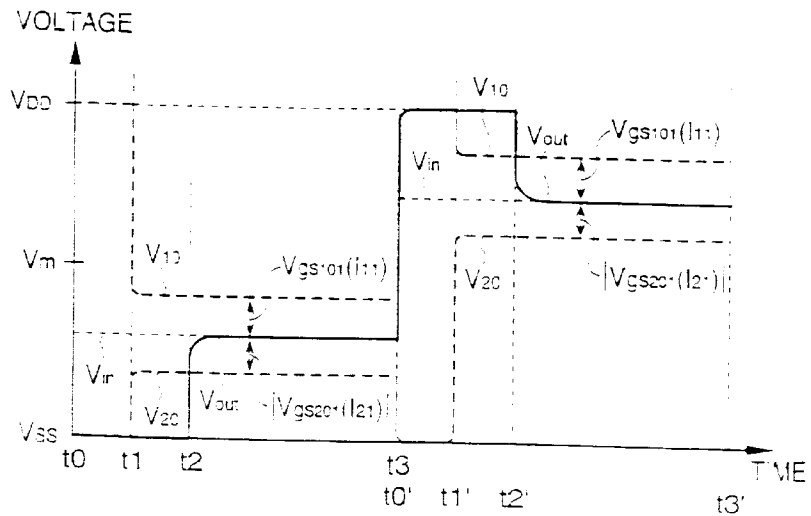 VOLTAGE
VDD
V10
Vout
Vgs101(I11)
Vin
Vm
V10
Vgs101(I11)
V20
|Vgs201(I21)|
Vin
V20
Vout
|Vgs201(I21)|
VSS
t0
t1
t2
t3
TIME
t0'
t1'
t2'
t3'